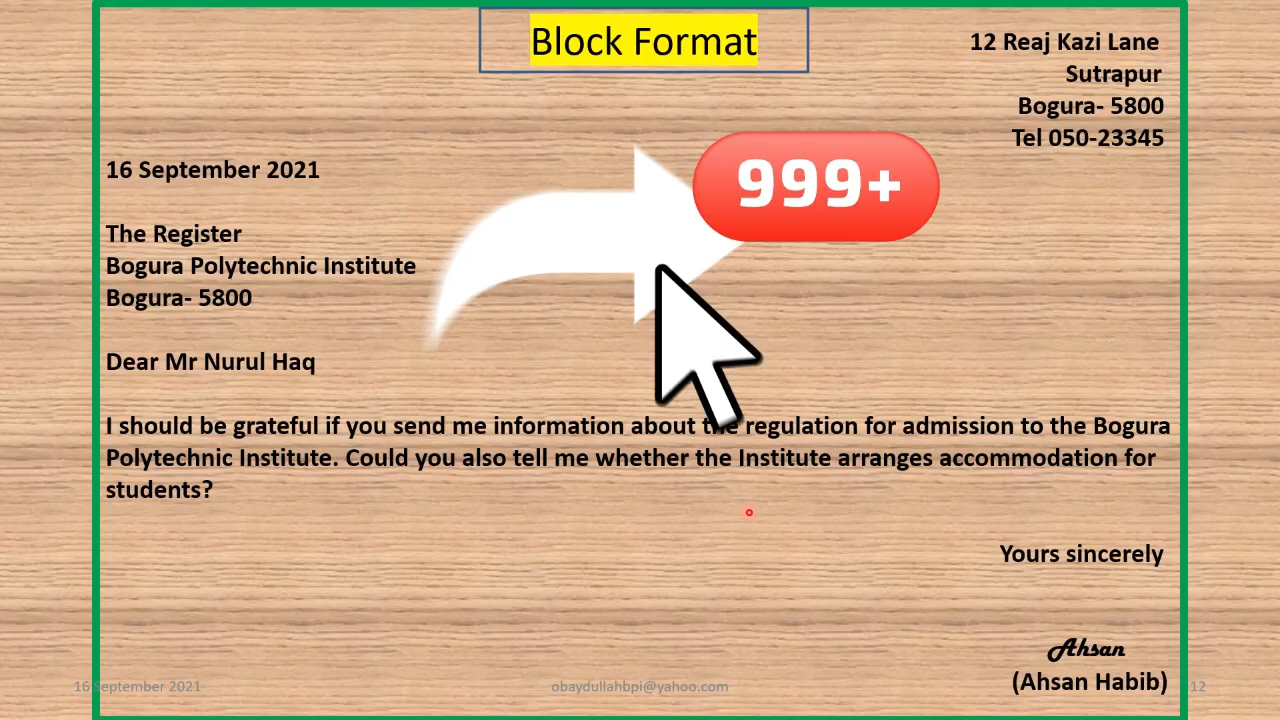 Block Format
12 Reaj Kazi Lane
Sutrapur
Bogura- 5800
Tel 050-23345
16 September 2021
999+
The Register
Bogura Polytechnic Institute
Bogura- 5800
Dear Mr Nurul Haq
I should be grateful if you send me information about the regulation for admission to the Bogura
Polytechnic Institute. Could you also tell me whether the Institute arranges accommodation for
students?
Yours sincerely
Ahsan
(Ahsan Habib)
16 September 2021
obaydullahbpi@yahoo.com
12